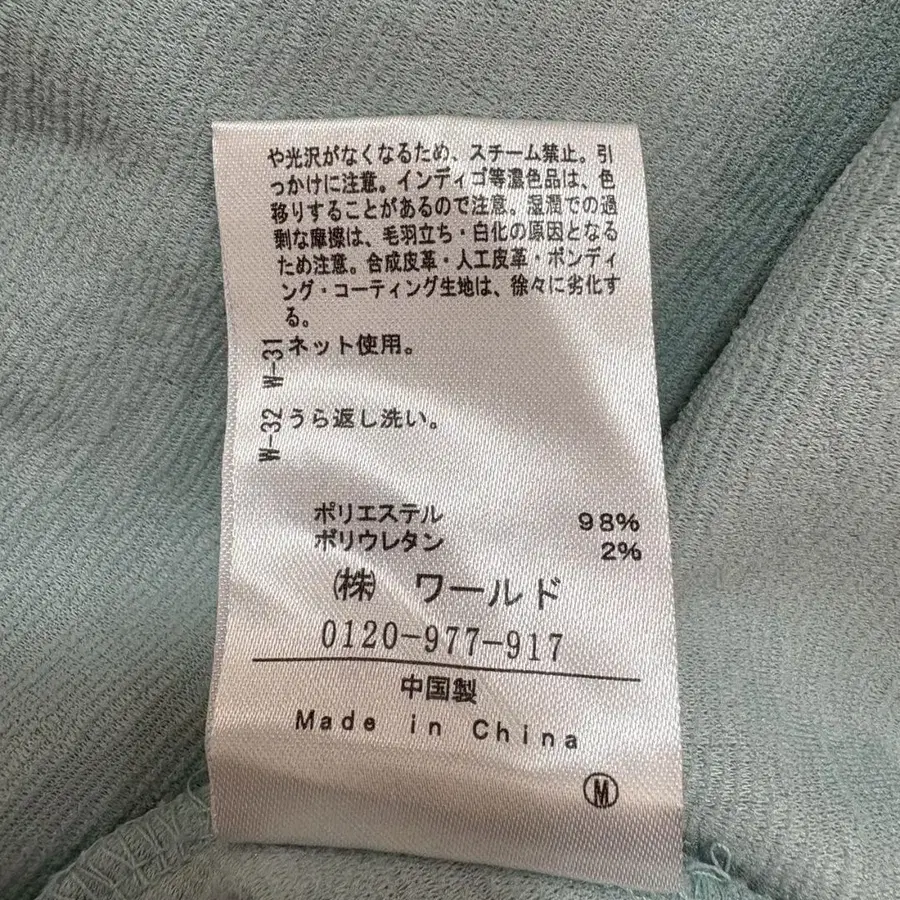 や光沢がなくなるため、スチーム禁止。引
っかけに注意。インディゴ等濃色品は、色
移りすることがあるので注意。湿潤での過
剰な摩擦は、毛羽立ち・白化の原因となる
ため注意。合成皮革・人工皮革・ボンディ
ング・コーティング生地は、徐々に劣化す
る。
W-31 ネット使用。
W-32 うら返し洗い。
ポリエステル 98%
ポリウレタン 2%
㈱ ワールド
0120-977-917
中国製
Made in China
Ⓜ